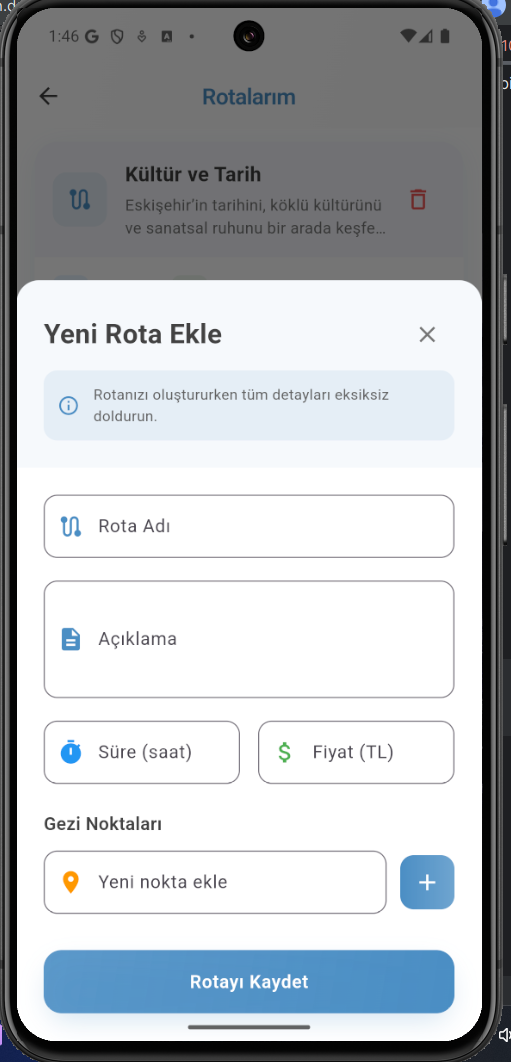 1:46
Rotalarım
Kültür ve Tarih
Eskişehir'in tarihini, köklü kültürünü
ve sanatsal ruhunu bir arada keşfe...
Yeni Rota Ekle
Rotanızı oluştururken tüm detayları eksiksiz
doldurun.
Rota Adı
Açıklama
Süre (saat)
Fiyat (TL)
Gezi Noktaları
Yeni nokta ekle
Rotayı Kaydet